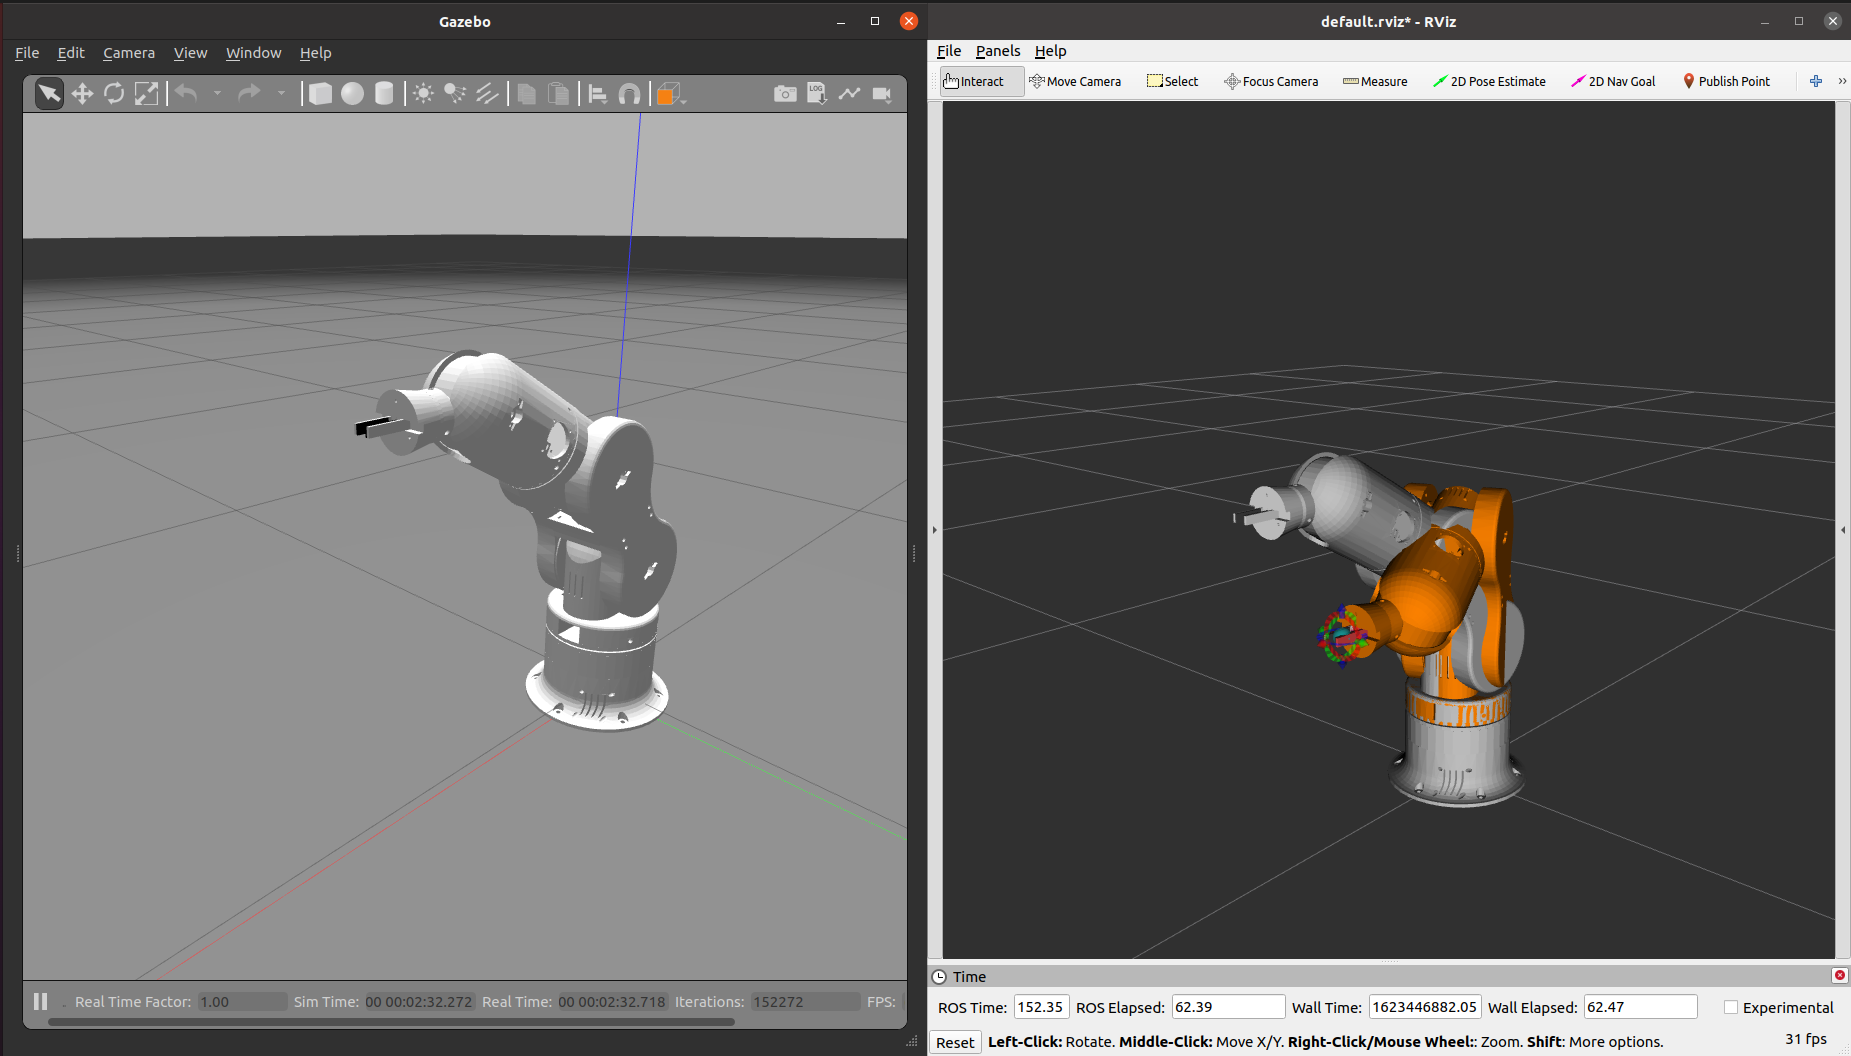 Gazebo
File Edit Camera View Window Help
LOG
Real Time Factor: 1.00 Sim Time: 00 00:02:32.272 Real Time: 00 00:02:32.718 Iterations: 152272 FPS:
default.rviz* - RViz
File Panels Help
Interact Move Camera Select Focus Camera Measure 2D Pose Estimate 2D Nav Goal Publish Point »
Time
ROS Time: 152.35 ROS Elapsed: 62.39 Wall Time: 1623446882.05 Wall Elapsed: 62.47 Experimental
Reset Left-Click: Rotate. Middle-Click: Move X/Y. Right-Click/Mouse Wheel:: Zoom. Shift: More options. 31 fps